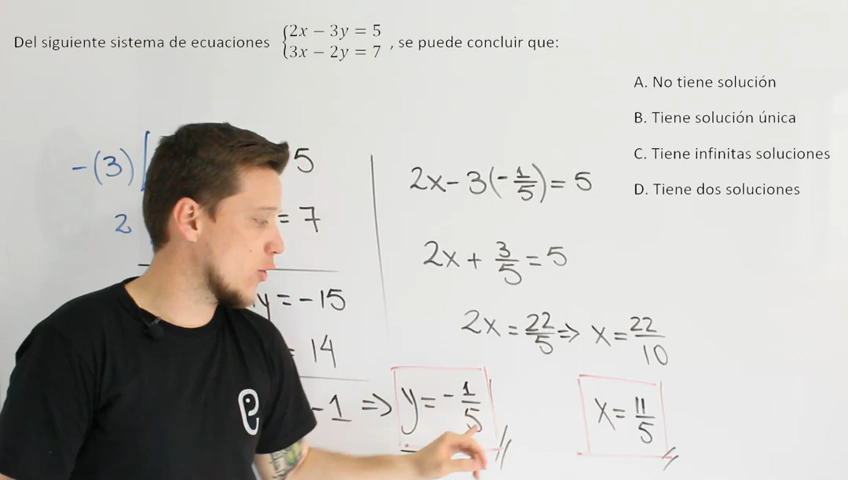 Del siguiente sistema de ecuaciones {2x − 3y = 5
3x − 2y = 7 , se puede concluir que:
A. No tiene solución
B. Tiene solución única
C. Tiene infinitas soluciones
D. Tiene dos soluciones
-(3) 5
2 = 7
y = -15
= 14
-1 => y = -1/5
2x - 3(-1/5) = 5
2x + 3/5 = 5
2x = 22/5 => x = 22/10
x = 11/5
e